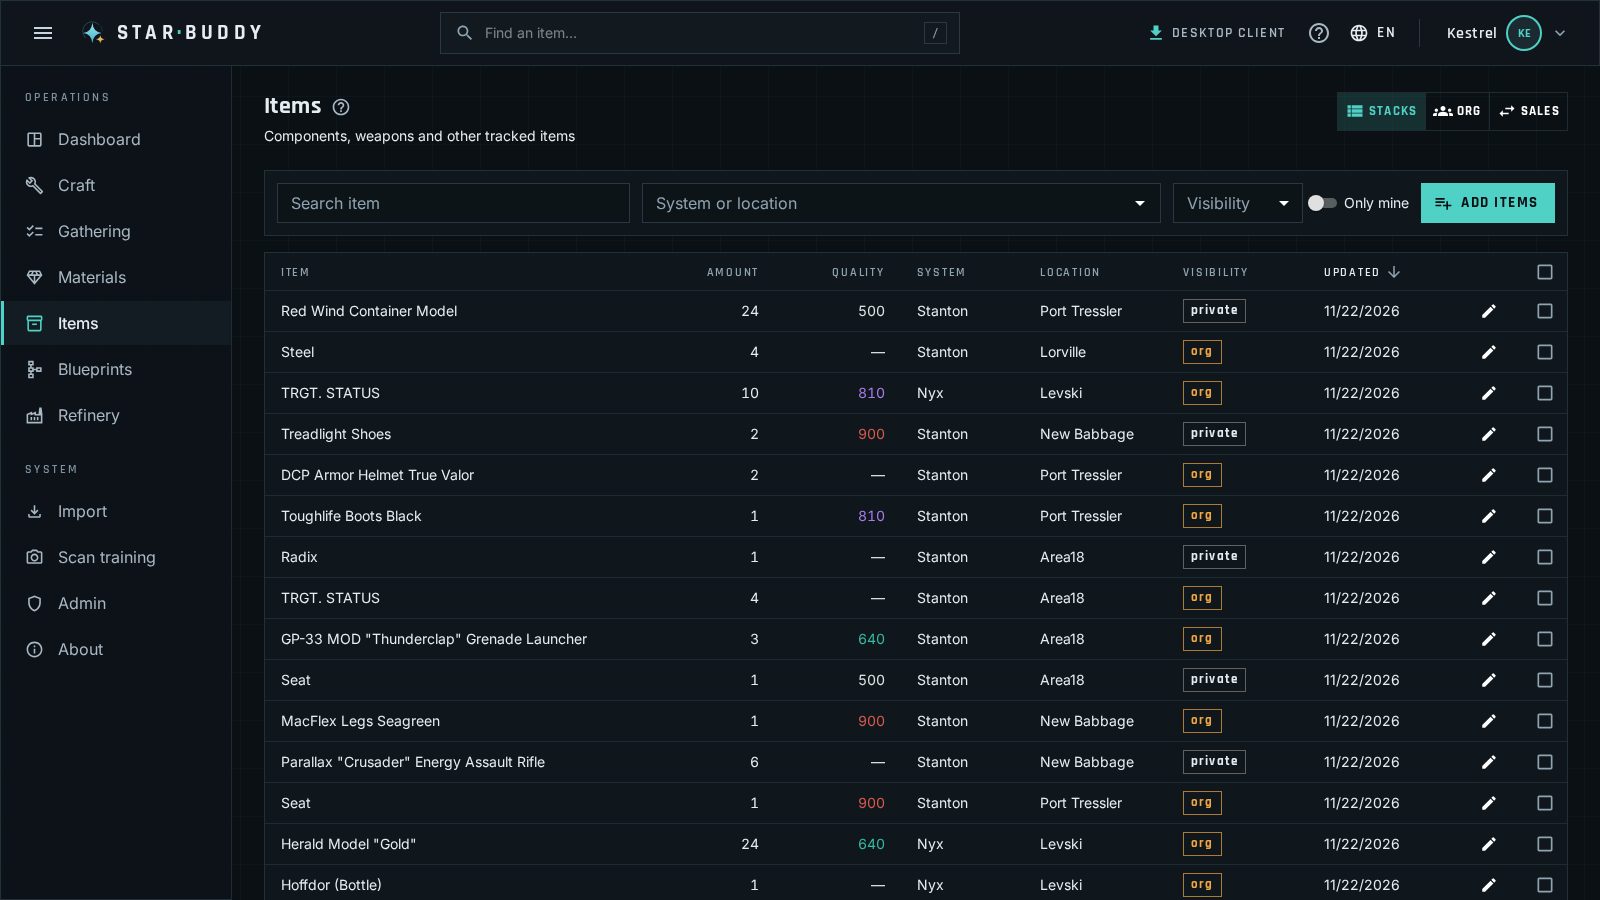 STAR·BUDDY
Find an item...
/
DESKTOP CLIENT
EN
Kestrel
KE
OPERATIONS
Dashboard
Craft
Gathering
Materials
Items
Blueprints
Refinery
SYSTEM
Import
Scan training
Admin
About
Items
Components, weapons and other tracked items
STACKS ORG SALES
Search item
System or location
Visibility
Only mine
ADD ITEMS
ITEM AMOUNT QUALITY SYSTEM LOCATION VISIBILITY UPDATED
Red Wind Container Model 24 500 Stanton Port Tressler private 11/22/2026
Steel 4 — Stanton Lorville org 11/22/2026
TRGT. STATUS 10 810 Nyx Levski org 11/22/2026
Treadlight Shoes 2 900 Stanton New Babbage private 11/22/2026
DCP Armor Helmet True Valor 2 — Stanton Port Tressler org 11/22/2026
Toughlife Boots Black 1 810 Stanton Port Tressler org 11/22/2026
Radix 1 — Stanton Area18 private 11/22/2026
TRGT. STATUS 4 — Stanton Area18 org 11/22/2026
GP-33 MOD "Thunderclap" Grenade Launcher 3 640 Stanton Area18 org 11/22/2026
Seat 1 500 Stanton Area18 private 11/22/2026
MacFlex Legs Seagreen 1 900 Stanton New Babbage org 11/22/2026
Parallax "Crusader" Energy Assault Rifle 6 — Stanton New Babbage private 11/22/2026
Seat 1 900 Stanton Port Tressler org 11/22/2026
Herald Model "Gold" 24 640 Nyx Levski org 11/22/2026
Hoffdor (Bottle) 1 — Nyx Levski org 11/22/2026